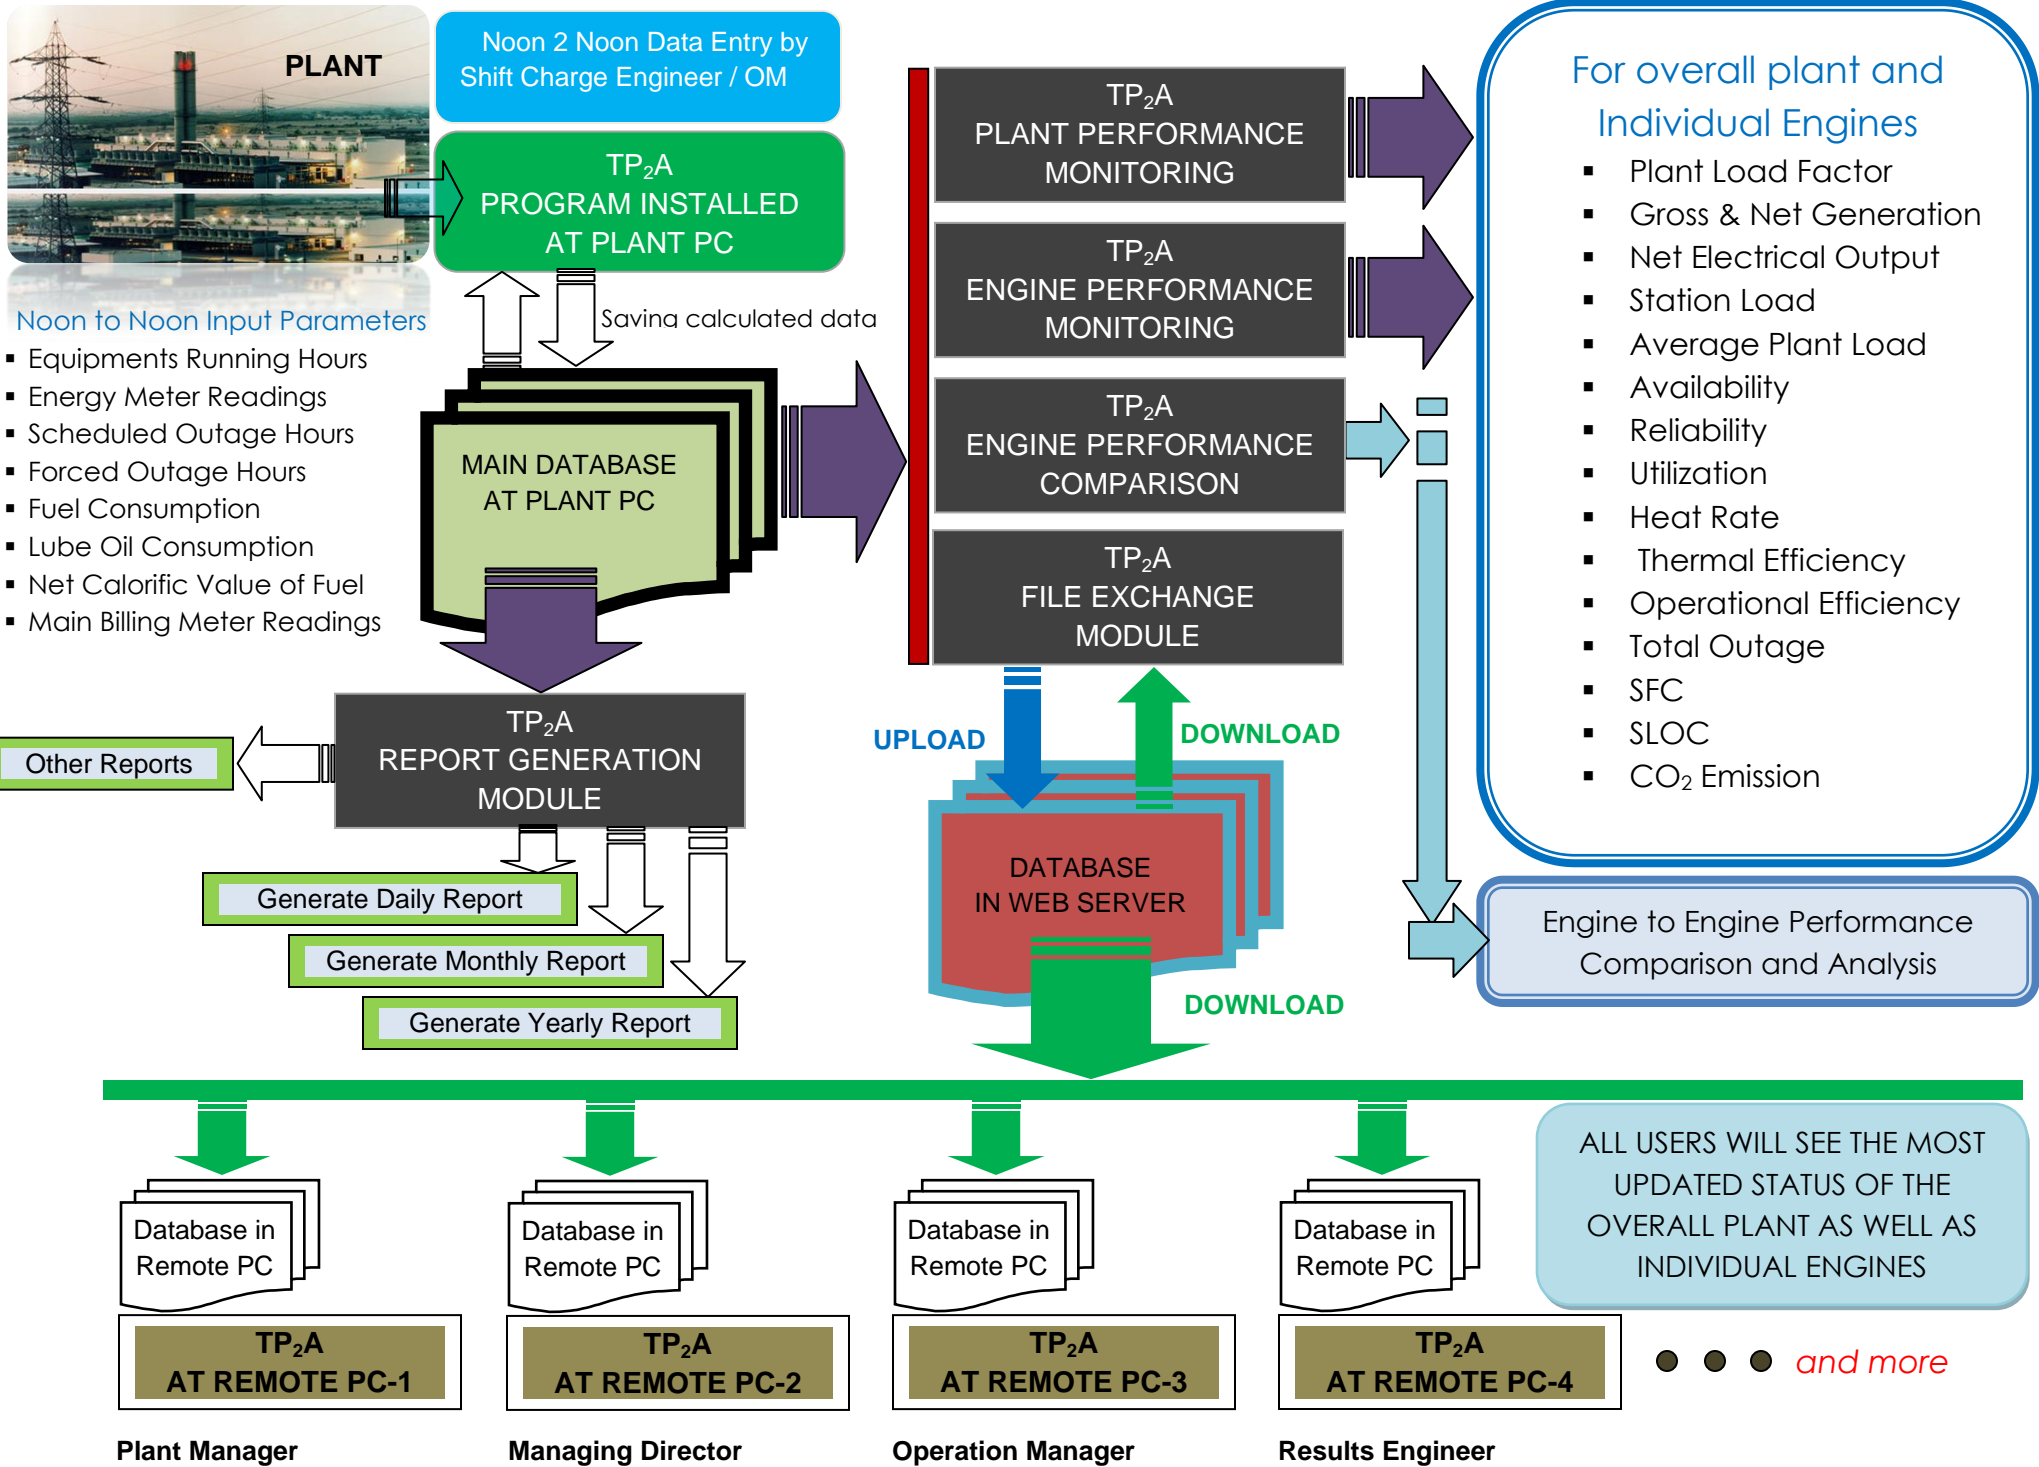 PLANT
Noon 2 Noon Data Entry by
Shift Charge Engineer / OM
TP₂A
PROGRAM INSTALLED
AT PLANT PC
Noon to Noon Input Parameters
▪ Equipments Running Hours
▪ Energy Meter Readings
▪ Scheduled Outage Hours
▪ Forced Outage Hours
▪ Fuel Consumption
▪ Lube Oil Consumption
▪ Net Calorific Value of Fuel
▪ Main Billing Meter Readings
Saving calculated data
MAIN DATABASE
AT PLANT PC
TP₂A
PLANT PERFORMANCE
MONITORING
TP₂A
ENGINE PERFORMANCE
MONITORING
TP₂A
ENGINE PERFORMANCE
COMPARISON
TP₂A
FILE EXCHANGE
MODULE
For overall plant and
Individual Engines
▪ Plant Load Factor
▪ Gross & Net Generation
▪ Net Electrical Output
▪ Station Load
▪ Average Plant Load
▪ Availability
▪ Reliability
▪ Utilization
▪ Heat Rate
▪ Thermal Efficiency
▪ Operational Efficiency
▪ Total Outage
▪ SFC
▪ SLOC
▪ CO₂ Emission
TP₂A
REPORT GENERATION
MODULE
Other Reports
Generate Daily Report
Generate Monthly Report
Generate Yearly Report
UPLOAD
DOWNLOAD
DATABASE
IN WEB SERVER
DOWNLOAD
Engine to Engine Performance
Comparison and Analysis
ALL USERS WILL SEE THE MOST
UPDATED STATUS OF THE
OVERALL PLANT AS WELL AS
INDIVIDUAL ENGINES
Database in
Remote PC
TP₂A
AT REMOTE PC-1
Plant Manager
Database in
Remote PC
TP₂A
AT REMOTE PC-2
Managing Director
Database in
Remote PC
TP₂A
AT REMOTE PC-3
Operation Manager
Database in
Remote PC
TP₂A
AT REMOTE PC-4
Results Engineer
and more